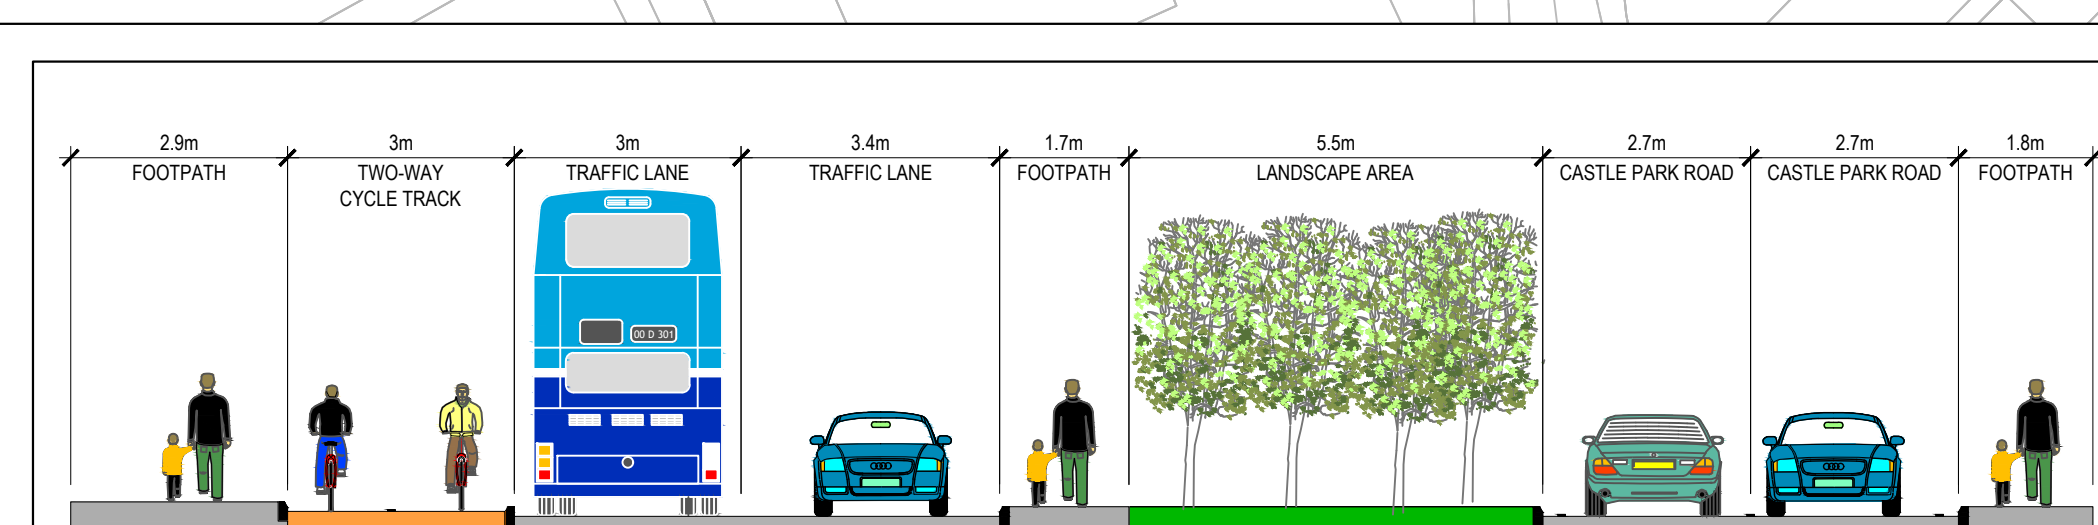 2.9m
FOOTPATH
3m
TWO-WAY
CYCLE TRACK
3m
TRAFFIC LANE
3.4m
TRAFFIC LANE
1.7m
FOOTPATH
5.5m
LANDSCAPE AREA
2.7m
CASTLE PARK ROAD
2.7m
CASTLE PARK ROAD
1.8m
FOOTPATH
00 D 301